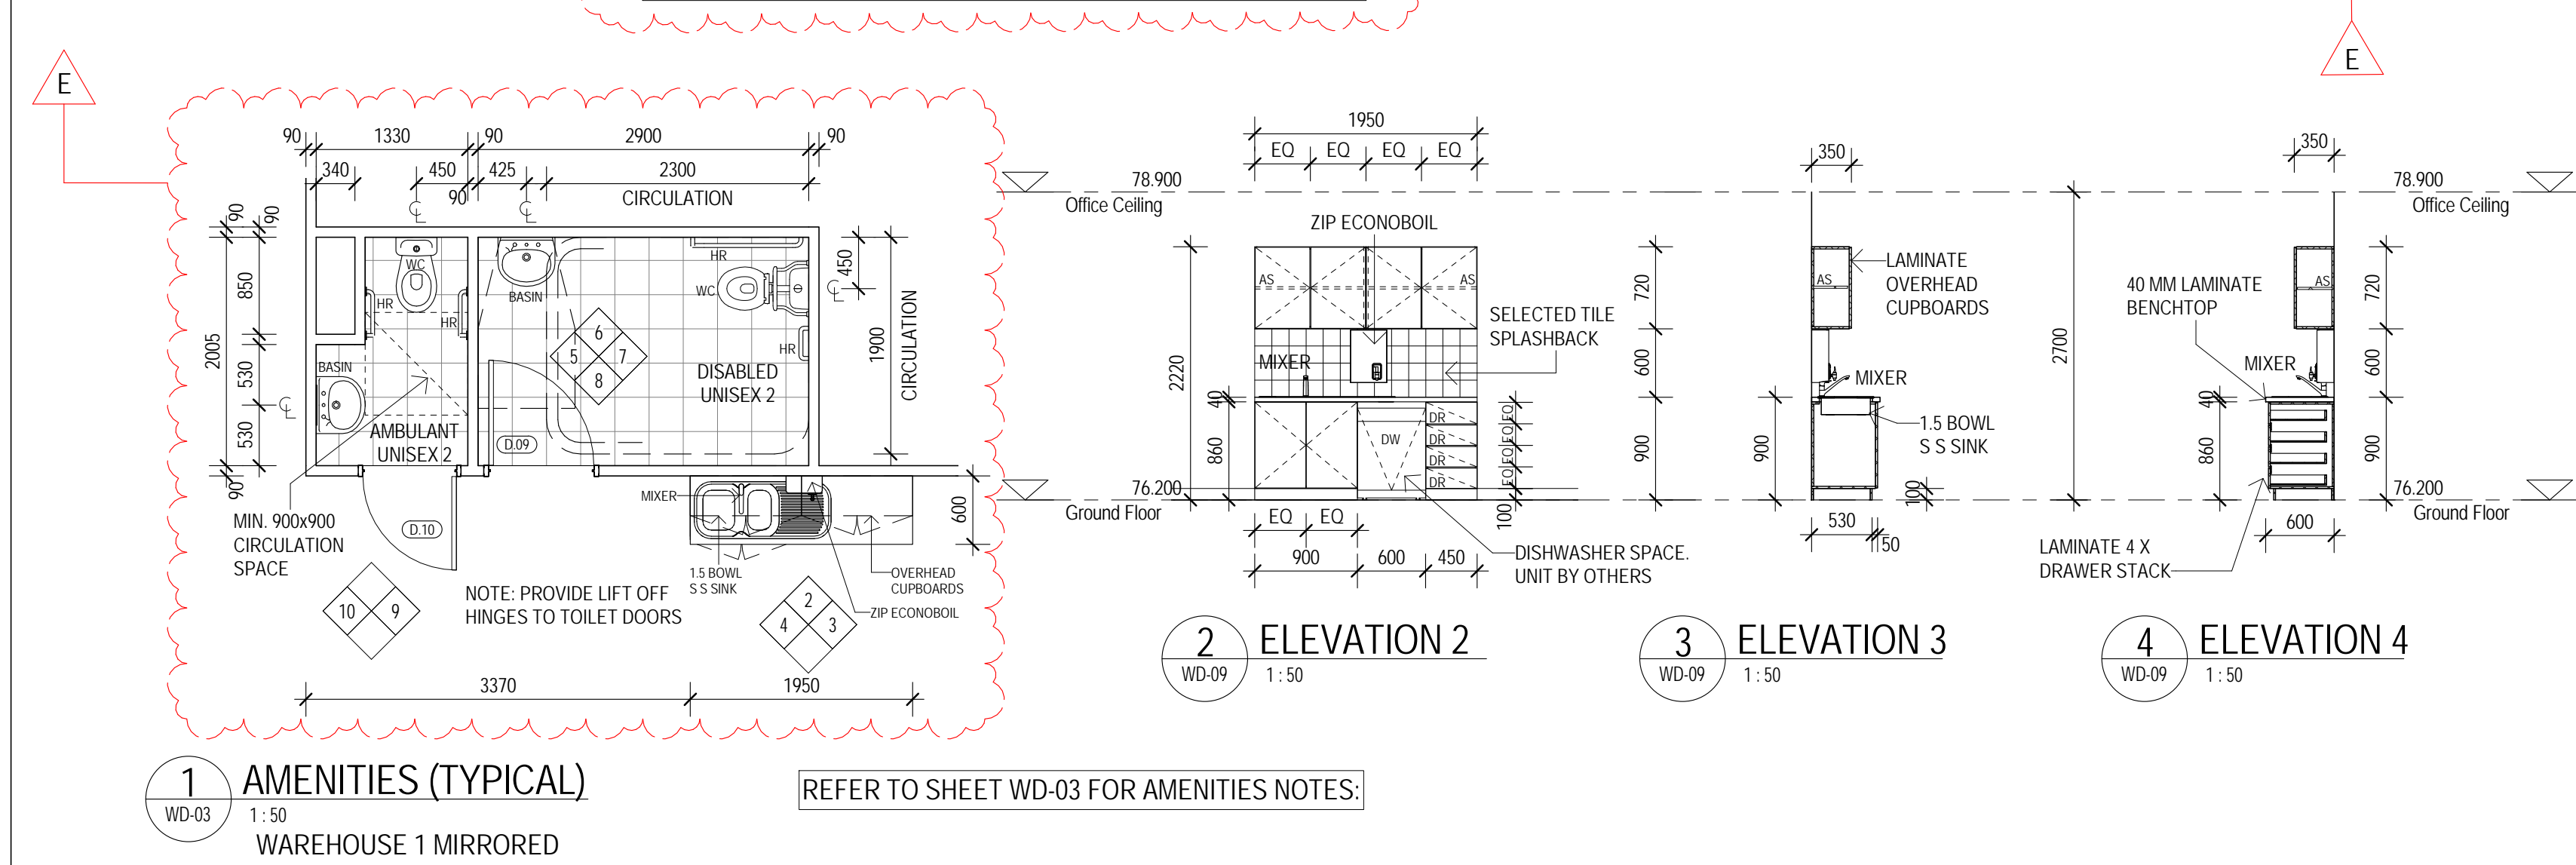 E
E
90
1330
90
2900
90
340
450
90
425
2300
CIRCULATION
90
90
2005
850
530
530
90
WC
HR
HR
BASIN
BASIN
HR
WC
HR
450
1900
CIRCULATION
5
6
7
8
DISABLED
UNISEX 2
AMBULANT
UNISEX 2
D.09
D.10
MIN. 900x900
CIRCULATION
SPACE
MIXER
600
1.5 BOWL
S S SINK
OVERHEAD
CUPBOARDS
ZIP ECONOBOIL
NOTE: PROVIDE LIFT OFF
HINGES TO TOILET DOORS
10
9
2
4
3
3370
1950
1
WD-03
AMENITIES (TYPICAL)
1 : 50
WAREHOUSE 1 MIRRORED
REFER TO SHEET WD-03 FOR AMENITIES NOTES:
78.900
Office Ceiling
76.200
Ground Floor
1950
EQ
EQ
EQ
EQ
ZIP ECONOBOIL
AS
AS
SELECTED TILE
SPLASHBACK
MIXER
2220
40
860
DW
DR
DR
DR
DR
EQ
EQ
EQ
EQ
100
EQ
EQ
900
600
450
DISHWASHER SPACE.
UNIT BY OTHERS
2
WD-09
ELEVATION 2
1 : 50
350
720
600
900
900
AS
LAMINATE
OVERHEAD
CUPBOARDS
MIXER
1.5 BOWL
S S SINK
100
530
50
3
WD-09
ELEVATION 3
1 : 50
2700
350
78.900
Office Ceiling
40 MM LAMINATE
BENCHTOP
AS
720
MIXER
600
40
860
900
76.200
Ground Floor
600
LAMINATE 4 X
DRAWER STACK
4
WD-09
ELEVATION 4
1 : 50